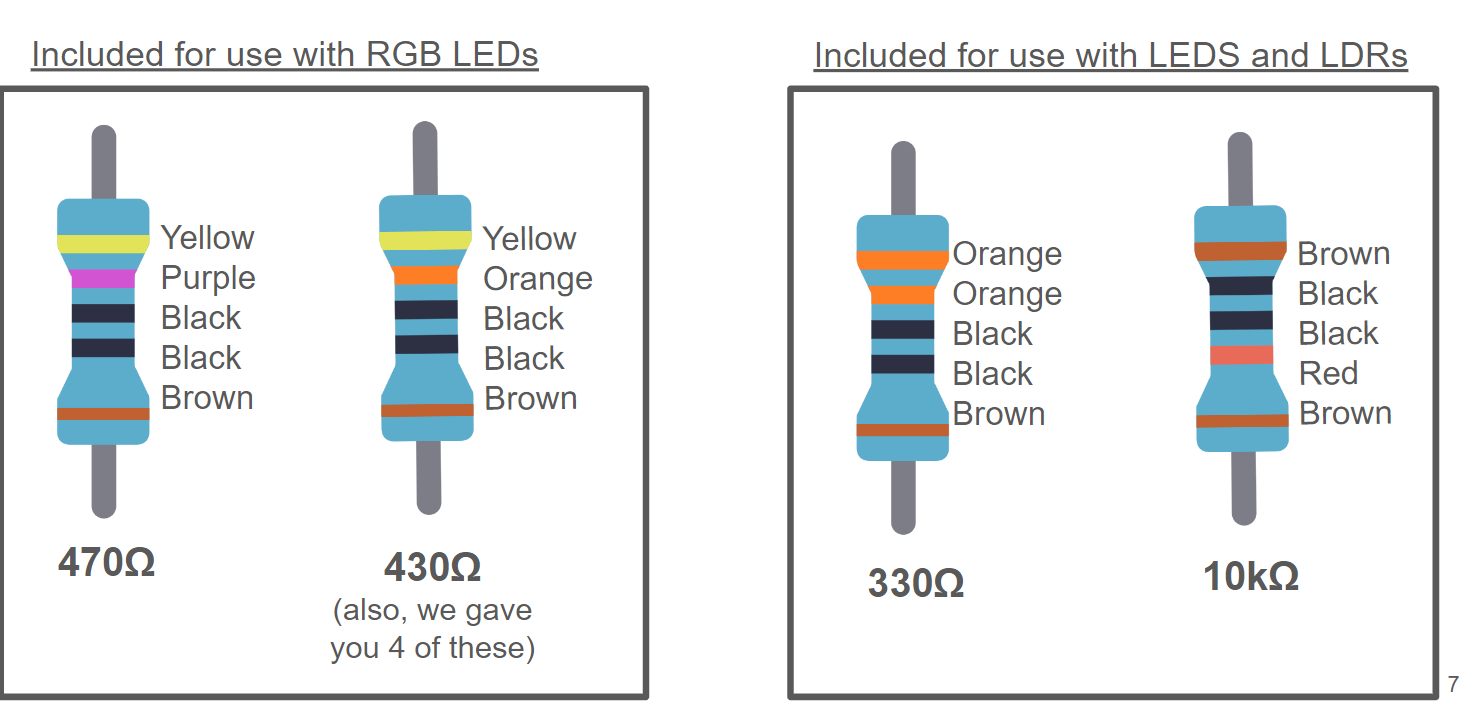 Included for use with RGB LEDs
Yellow
Purple
Black
Black
Brown
470Ω
Yellow
Orange
Black
Black
Brown
430Ω
(also, we gave
you 4 of these)
Included for use with LEDS and LDRs
Orange
Orange
Black
Black
Brown
330Ω
Brown
Black
Black
Red
Brown
10kΩ
7